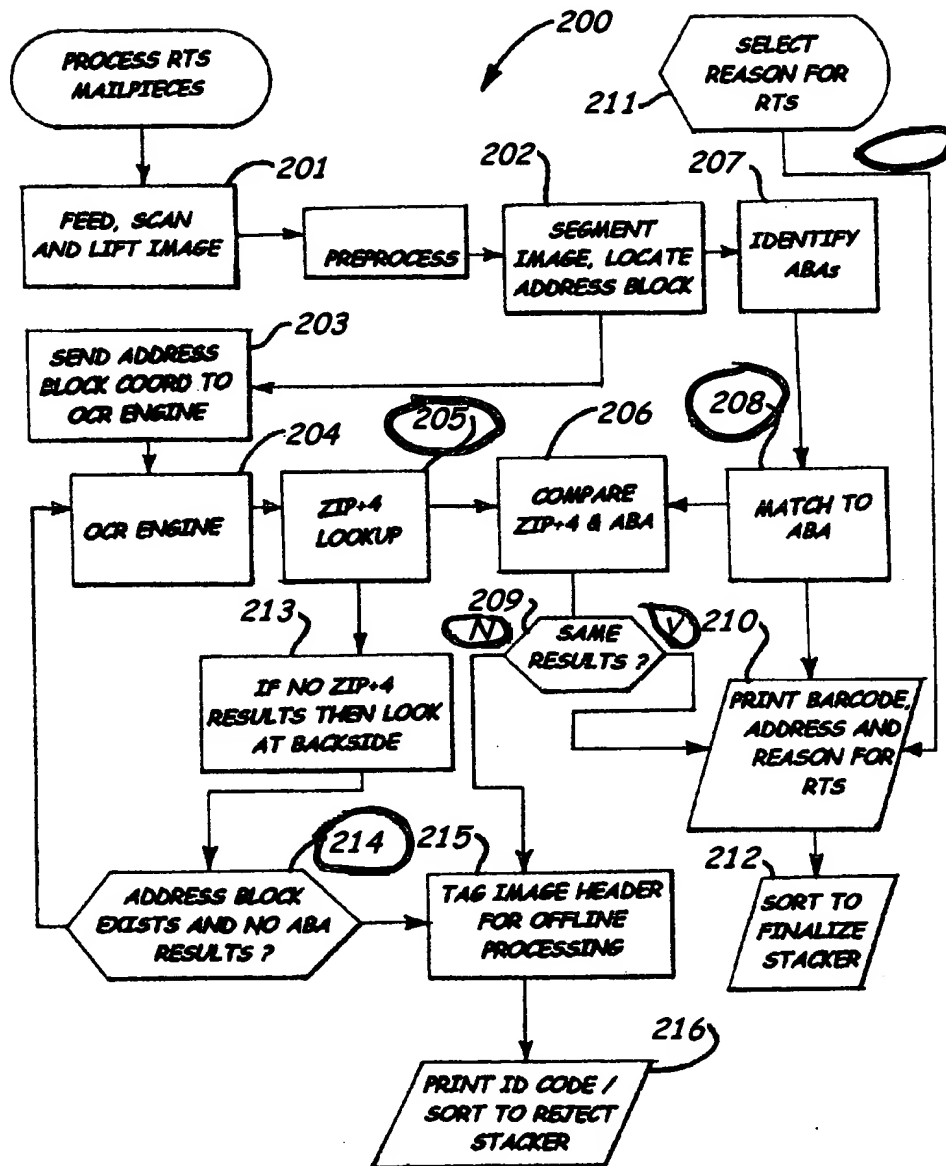 200
PROCESS RTS
MAILPIECES
SELECT
REASON FOR
RTS
211
201
FEED, SCAN
AND LIFT IMAGE
PREPROCESS
202
SEGMENT
IMAGE, LOCATE
ADDRESS BLOCK
207
IDENTIFY
ABAs
203
SEND ADDRESS
BLOCK COORD TO
OCR ENGINE
204
OCR ENGINE
205
ZIP+4
LOOKUP
206
COMPARE
ZIP+4 & ABA
208
MATCH TO
ABA
213
IF NO ZIP+4
RESULTS THEN LOOK
AT BACKSIDE
209
N
SAME
RESULTS ?
Y
210
PRINT BARCODE,
ADDRESS AND
REASON FOR
RTS
214
ADDRESS BLOCK
EXISTS AND NO ABA
RESULTS ?
215
TAG IMAGE HEADER
FOR OFFLINE
PROCESSING
212
SORT TO
FINALIZE
STACKER
216
PRINT ID CODE /
SORT TO REJECT
STACKER